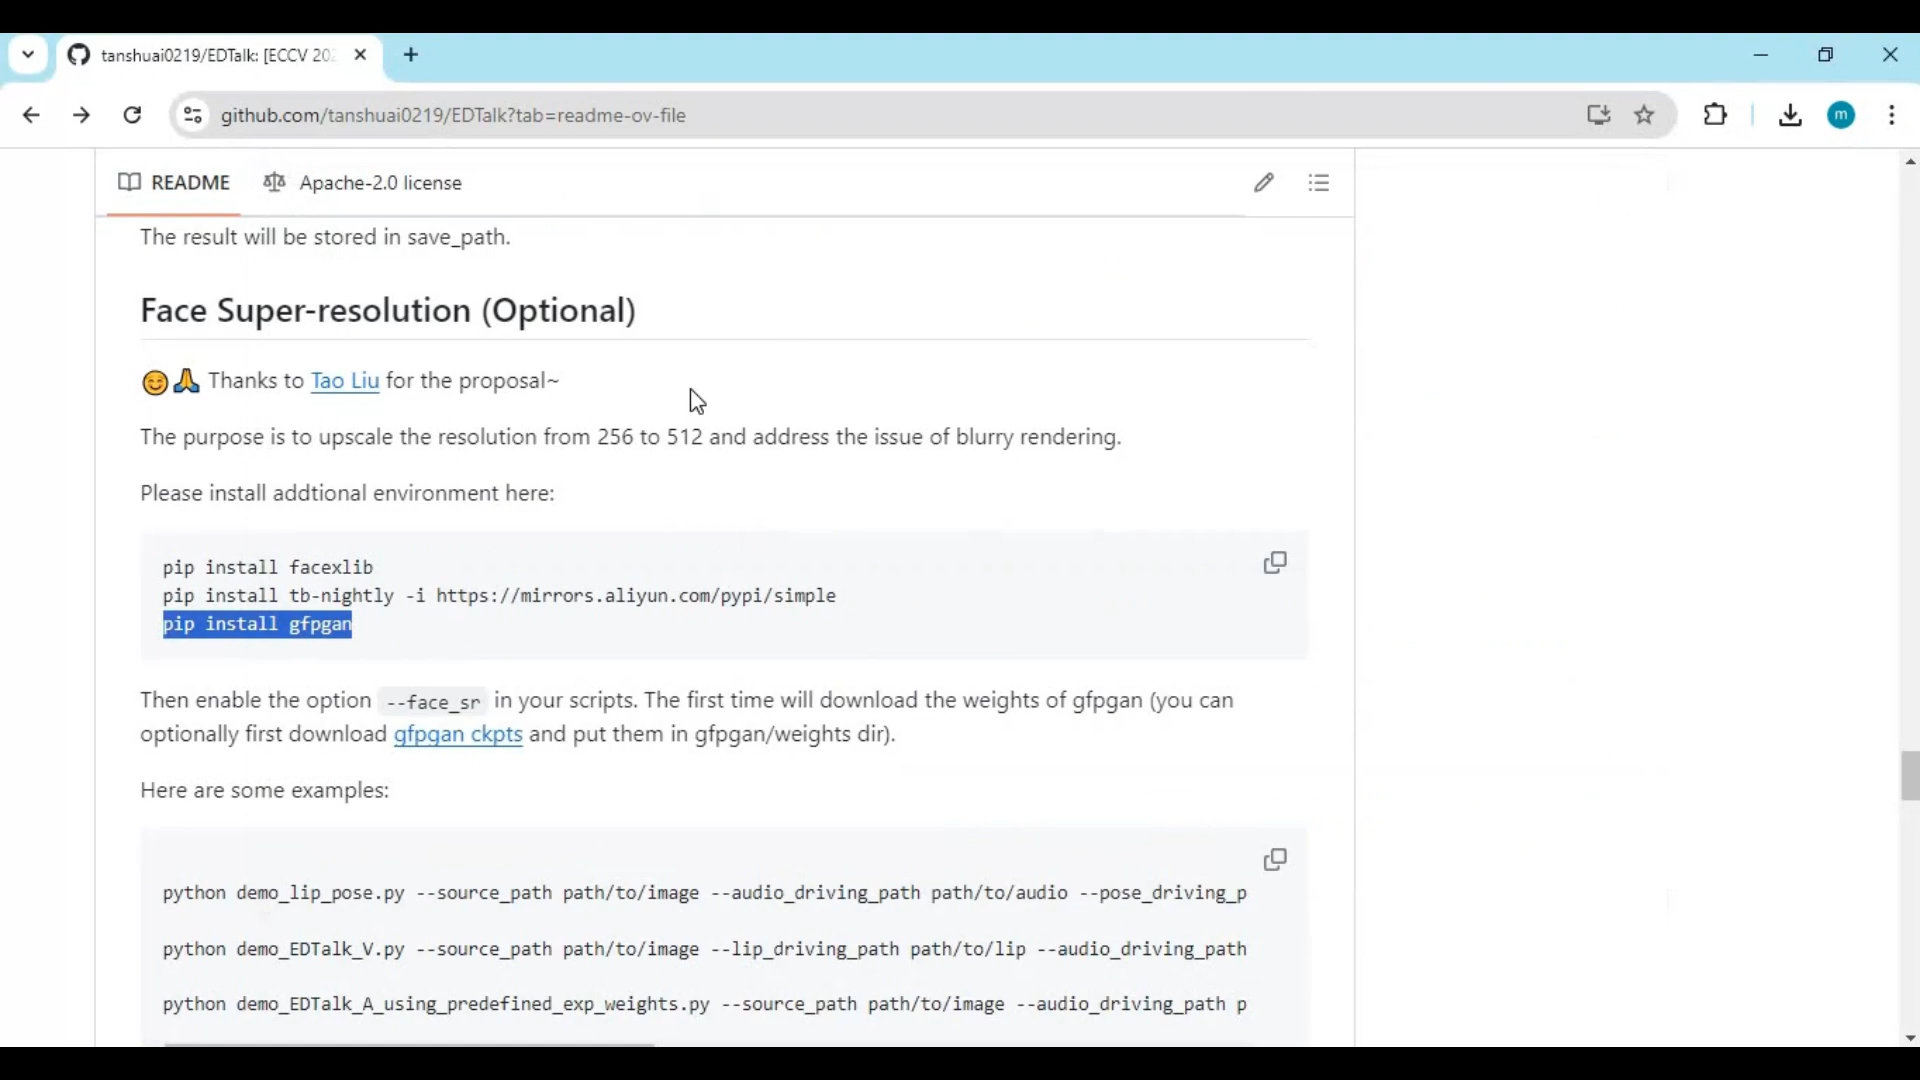 tanshuai0219/EDTalk: [ECCV 202
github.com/tanshuai0219/EDTalk?tab=readme-ov-file
m
README
Apache-2.0 license
The result will be stored in save_path.
Face Super-resolution (Optional)
😊🙏 Thanks to Tao Liu for the proposal~
The purpose is to upscale the resolution from 256 to 512 and address the issue of blurry rendering.
Please install addtional environment here:
pip install facexlib
pip install tb-nightly -i https://mirrors.aliyun.com/pypi/simple
pip install gfpgan
Then enable the option --face_sr in your scripts. The first time will download the weights of gfpgan (you can
optionally first download gfpgan ckpts and put them in gfpgan/weights dir).
Here are some examples:
python demo_lip_pose.py --source_path path/to/image --audio_driving_path path/to/audio --pose_driving_p
python demo_EDTalk_V.py --source_path path/to/image --lip_driving_path path/to/lip --audio_driving_path
python demo_EDTalk_A_using_predefined_exp_weights.py --source_path path/to/image --audio_driving_path p